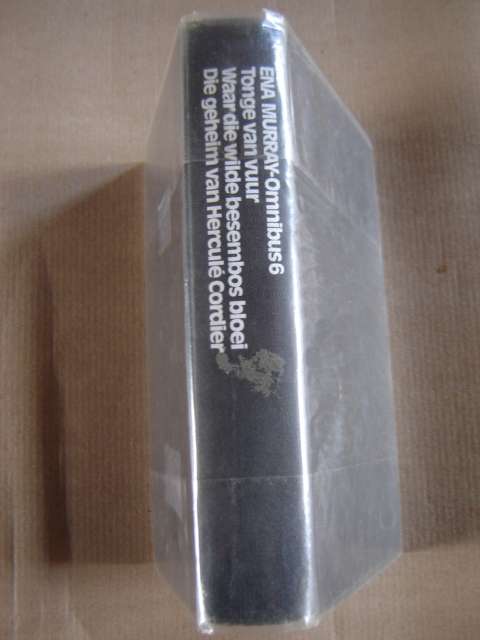 ENA MURRAY-Omnibus 6
Tonge van vuur
Waar die wilde besembos bloei
Die geheim van Herculé Cordier